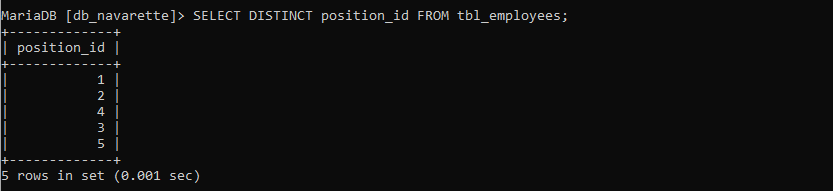 MariaDB [db_navarette]> SELECT DISTINCT position_id FROM tbl_employees;
+-------------+
| position_id |
+-------------+
|           1 |
|           2 |
|           4 |
|           3 |
|           5 |
+-------------+
5 rows in set (0.001 sec)